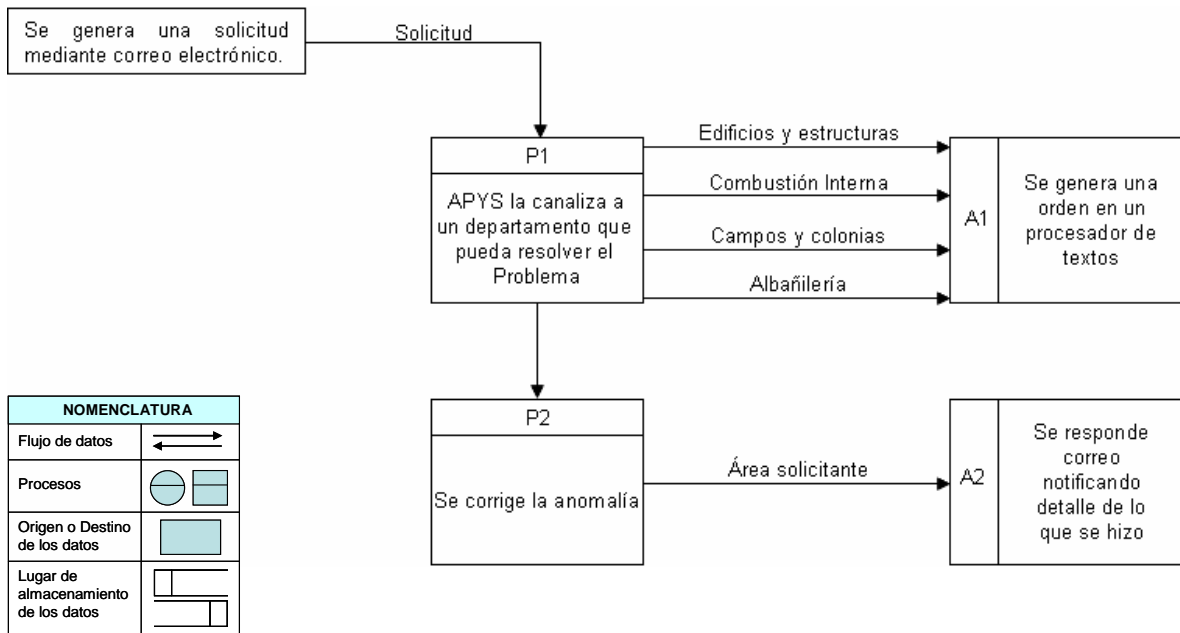 Se genera una solicitud
mediante correo electrónico.
Solicitud
P1
APYS la canaliza a
un departamento que
pueda resolver el
Problema
Edificios y estructuras
Combustión Interna
Campos y colonias
Albañilería
A1
Se genera una
orden en un
procesador de
textos
P2
Se corrige la anomalía
Área solicitante
A2
Se responde
correo
notificando
detalle de lo
que se hizo
NOMENCLATURA
Flujo de datos
Procesos
Origen o Destino
de los datos
Lugar de
almacenamiento
de los datos